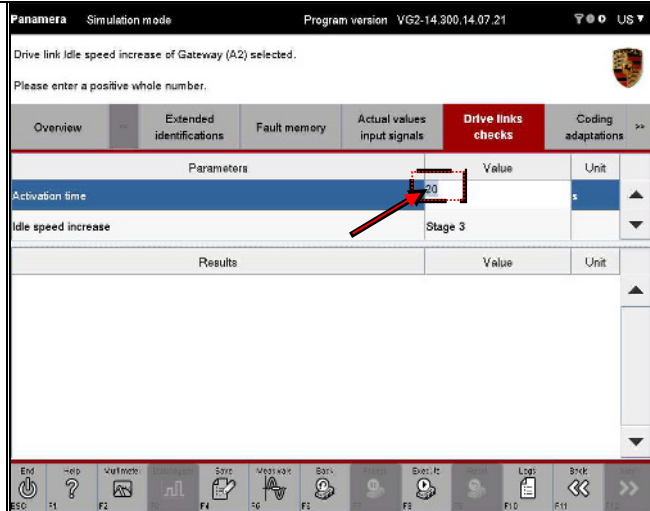 Panamera Simulation mode Program version VG2-14.300.14.07.21 US
Drive link Idle speed increase of Gateway (A2) selected.
Please enter a positive whole number.
Overview ... Extended identifications Fault memory Actual values input signals Drive links checks Coding adaptations >>
Parameters Value Unit
Activation time 20 s
Idle speed increase Stage 3
Results Value Unit
End Help Multimeter Save Back Execute Logs Back
ESC F1 F2 F4 F8 F10 F11